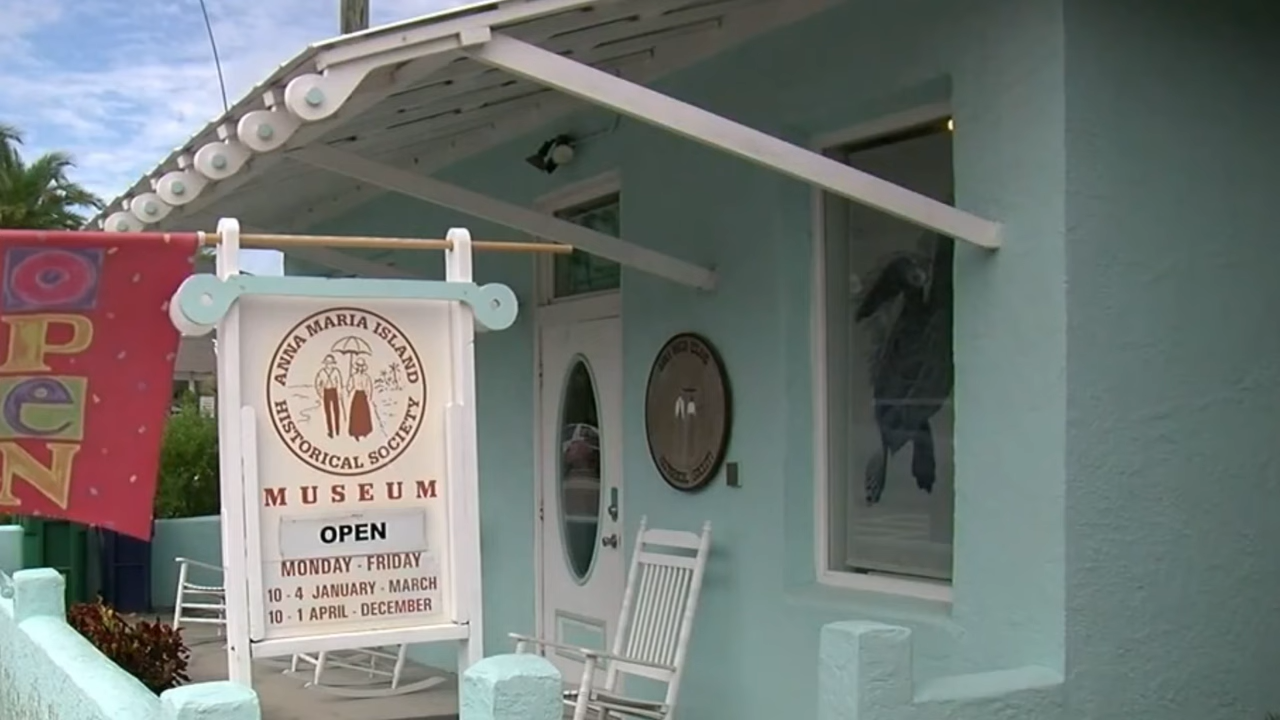 OPEN
ANNA MARIA ISLAND
HISTORICAL SOCIETY
MUSEUM
OPEN
MONDAY - FRIDAY
10 - 4 JANUARY - MARCH
10 - 1 APRIL - DECEMBER